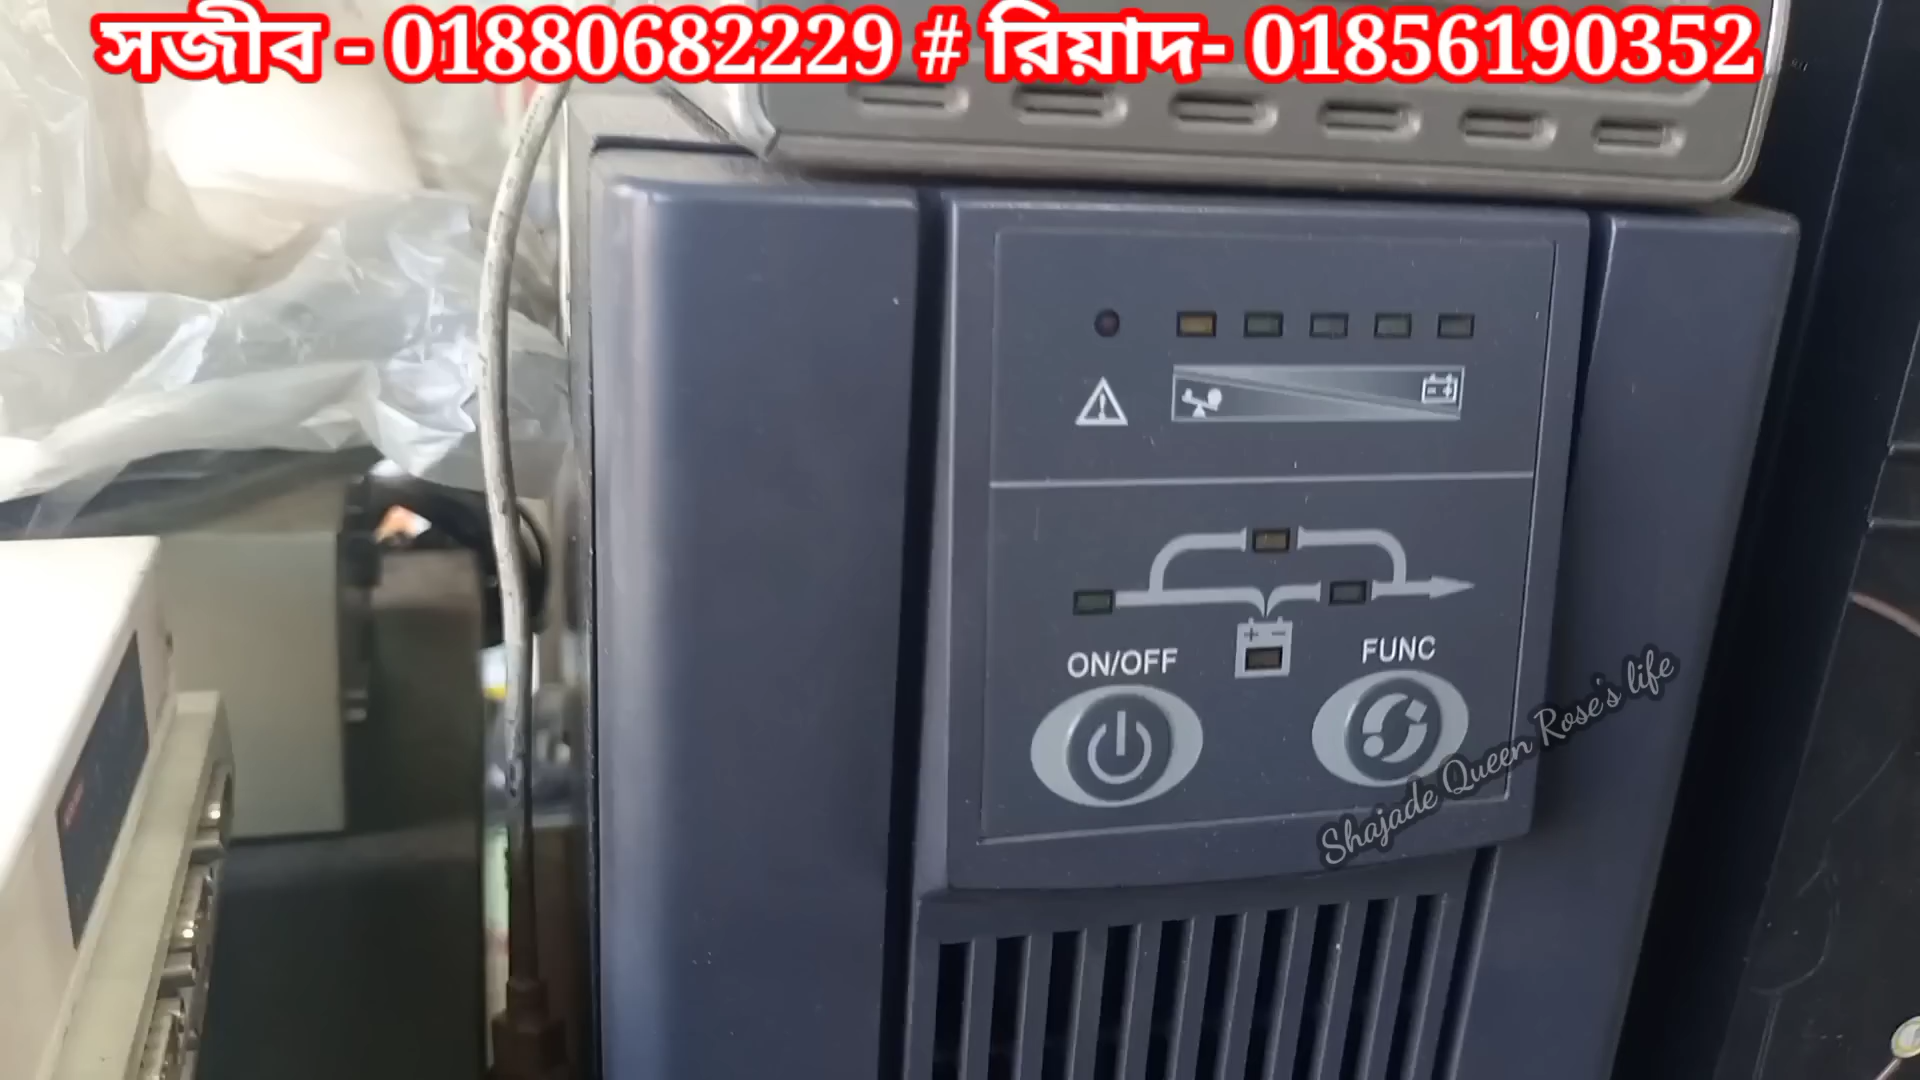 সজীব - 01880682229 # রিয়াদ- 01856190352
ON/OFF
FUNC
Shajade Queen Rose's life